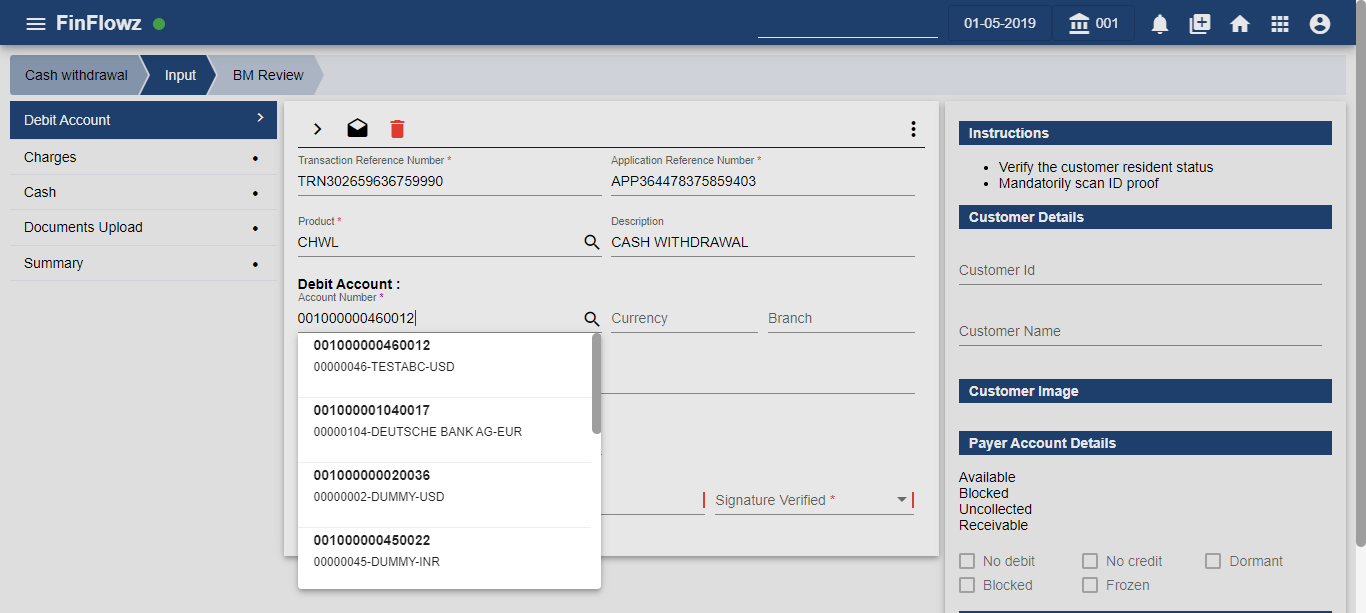 FinFlowz
01-05-2019
001
Cash withdrawal
Input
BM Review
Debit Account
Charges
Cash
Documents Upload
Summary
Transaction Reference Number *
TRN302659636759990
Application Reference Number *
APP364478375859403
Product *
CHWL
Description
CASH WITHDRAWAL
Debit Account :
Account Number *
001000000460012
Currency
Branch
001000000460012
00000046-TESTABC-USD
001000001040017
00000104-DEUTSCHE BANK AG-EUR
001000000020036
00000002-DUMMY-USD
001000000450022
00000045-DUMMY-INR
Signature Verified *
Instructions
• Verify the customer resident status
• Mandatorily scan ID proof
Customer Details
Customer Id
Customer Name
Customer Image
Payer Account Details
Available
Blocked
Uncollected
Receivable
No debit
No credit
Dormant
Blocked
Frozen